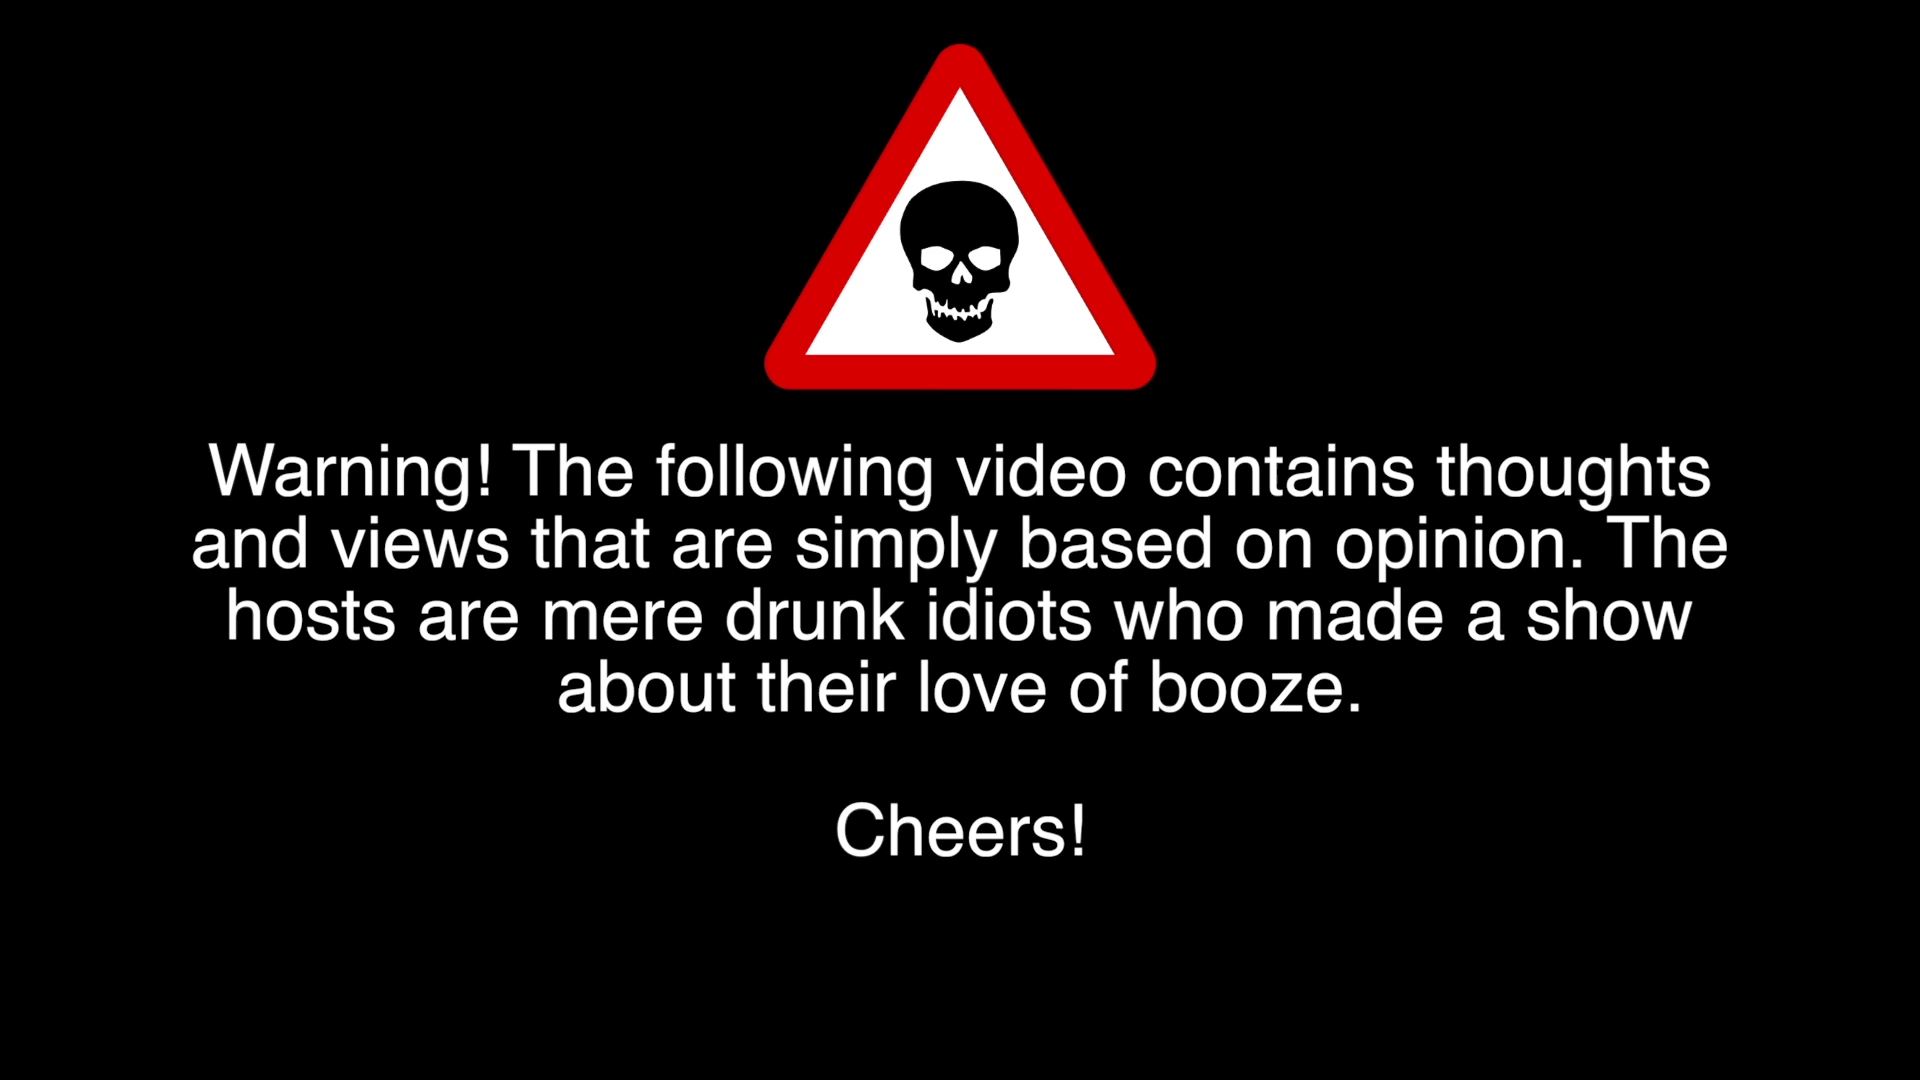 Warning! The following video contains thoughts
and views that are simply based on opinion. The
hosts are mere drunk idiots who made a show
about their love of booze.
Cheers!